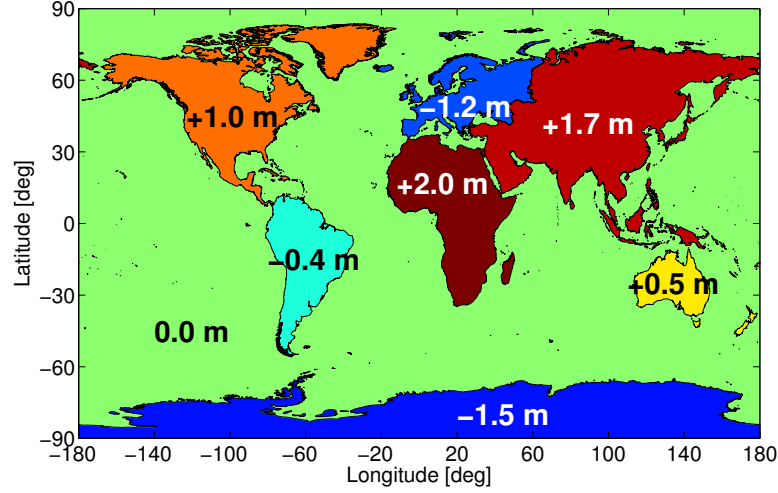 90
60
30
0
−30
−60
−90
Latitude [deg]
+1.0 m
−1.2 m
+1.7 m
+2.0 m
−0.4 m
+0.5 m
0.0 m
−1.5 m
−180 −140 −100 −60 −20 20 60 100 140 180
Longitude [deg]